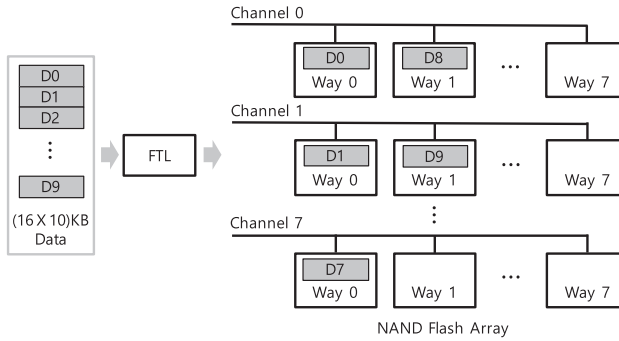 Channel 0
D0
D8
...
Way 0
Way 1
Way 7
D0
D1
D2
⋮
D9
(16 X 10)KB
Data
FTL
Channel 1
D1
D9
...
Way 0
Way 1
Way 7
⋮
Channel 7
D7
...
Way 0
Way 1
Way 7
NAND Flash Array